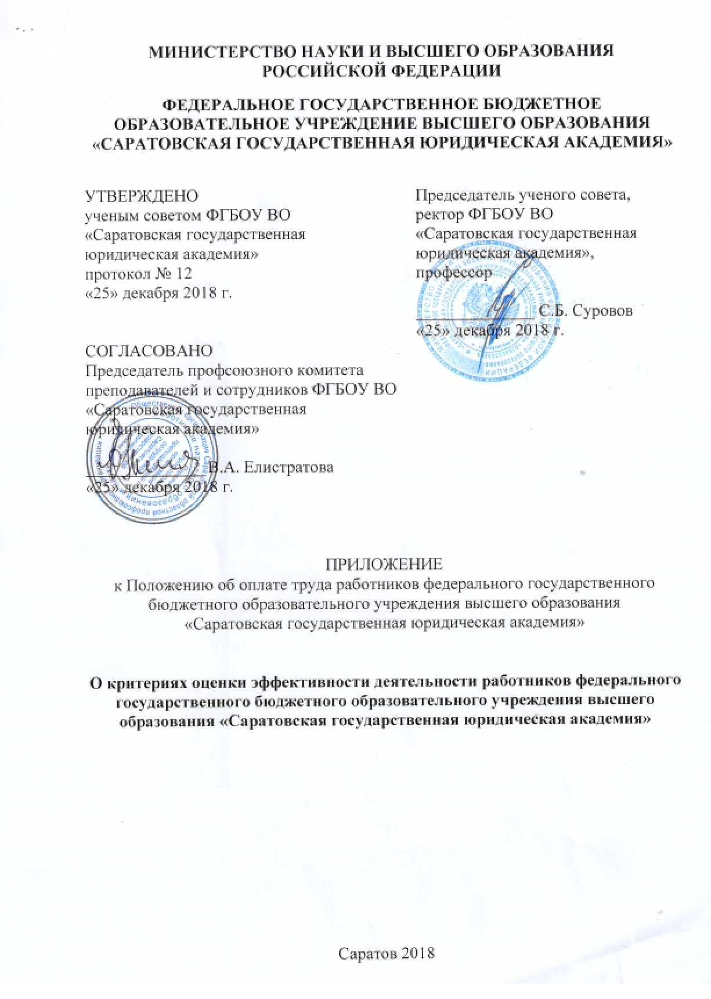 МИНИСТЕРСТВО НАУКИ И ВЫСШЕГО ОБРАЗОВАНИЯ
РОССИЙСКОЙ ФЕДЕРАЦИИ
ФЕДЕРАЛЬНОЕ ГОСУДАРСТВЕННОЕ БЮДЖЕТНОЕ
ОБРАЗОВАТЕЛЬНОЕ УЧРЕЖДЕНИЕ ВЫСШЕГО ОБРАЗОВАНИЯ
«САРАТОВСКАЯ ГОСУДАРСТВЕННАЯ ЮРИДИЧЕСКАЯ АКАДЕМИЯ»
УТВЕРЖДЕНО
ученым советом ФГБОУ ВО
«Саратовская государственная
юридическая академия»
протокол № 12
«25» декабря 2018 г.
Председатель ученого совета,
ректор ФГБОУ ВО
«Саратовская государственная
юридическая академия»,
профессор
С.Б. Суровов
«25» декабря 2018 г.
СОГЛАСОВАНО
Председатель профсоюзного комитета
преподавателей и сотрудников ФГБОУ ВО
«Саратовская государственная
юридическая академия»
В.А. Елистратова
«25» декабря 2018 г.
ПРИЛОЖЕНИЕ
к Положению об оплате труда работников федерального государственного
бюджетного образовательного учреждения высшего образования
«Саратовская государственная юридическая академия»
О критериях оценки эффективности деятельности работников федерального
государственного бюджетного образовательного учреждения высшего
образования «Саратовская государственная юридическая академия»
Саратов 2018